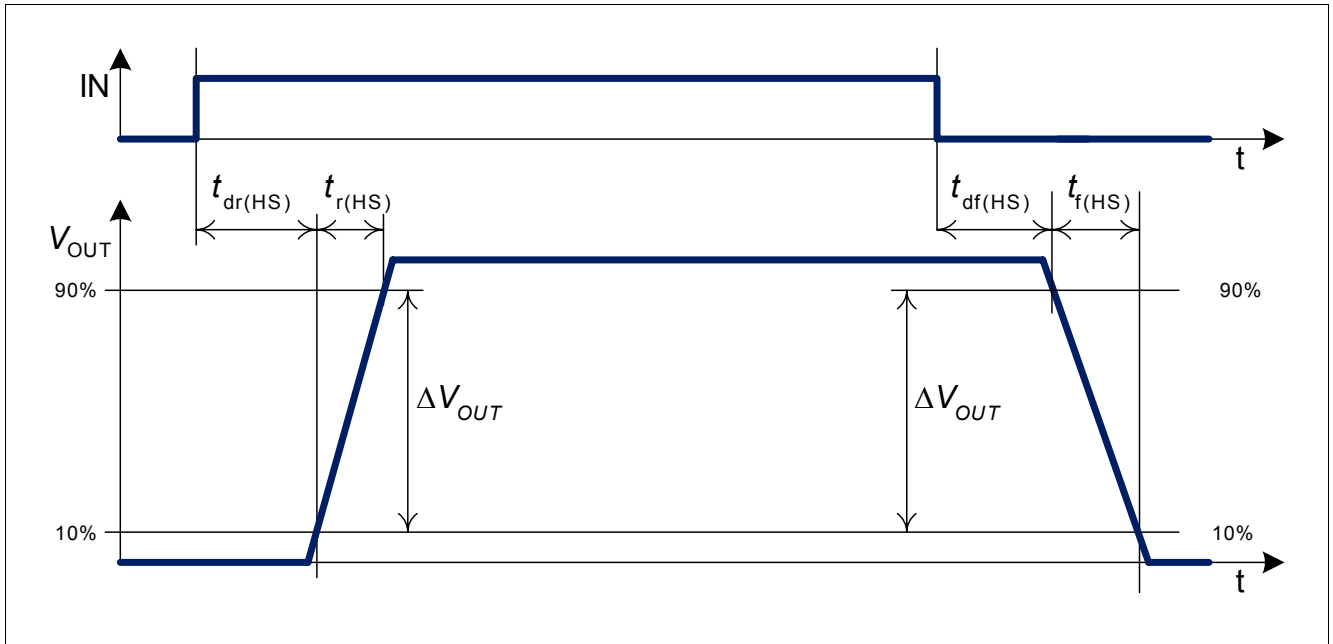 IN
t
t dr(HS) t r(HS) t df(HS) t f(HS)
V OUT
90% 90%
ΔV OUT ΔV OUT
10% 10%
t